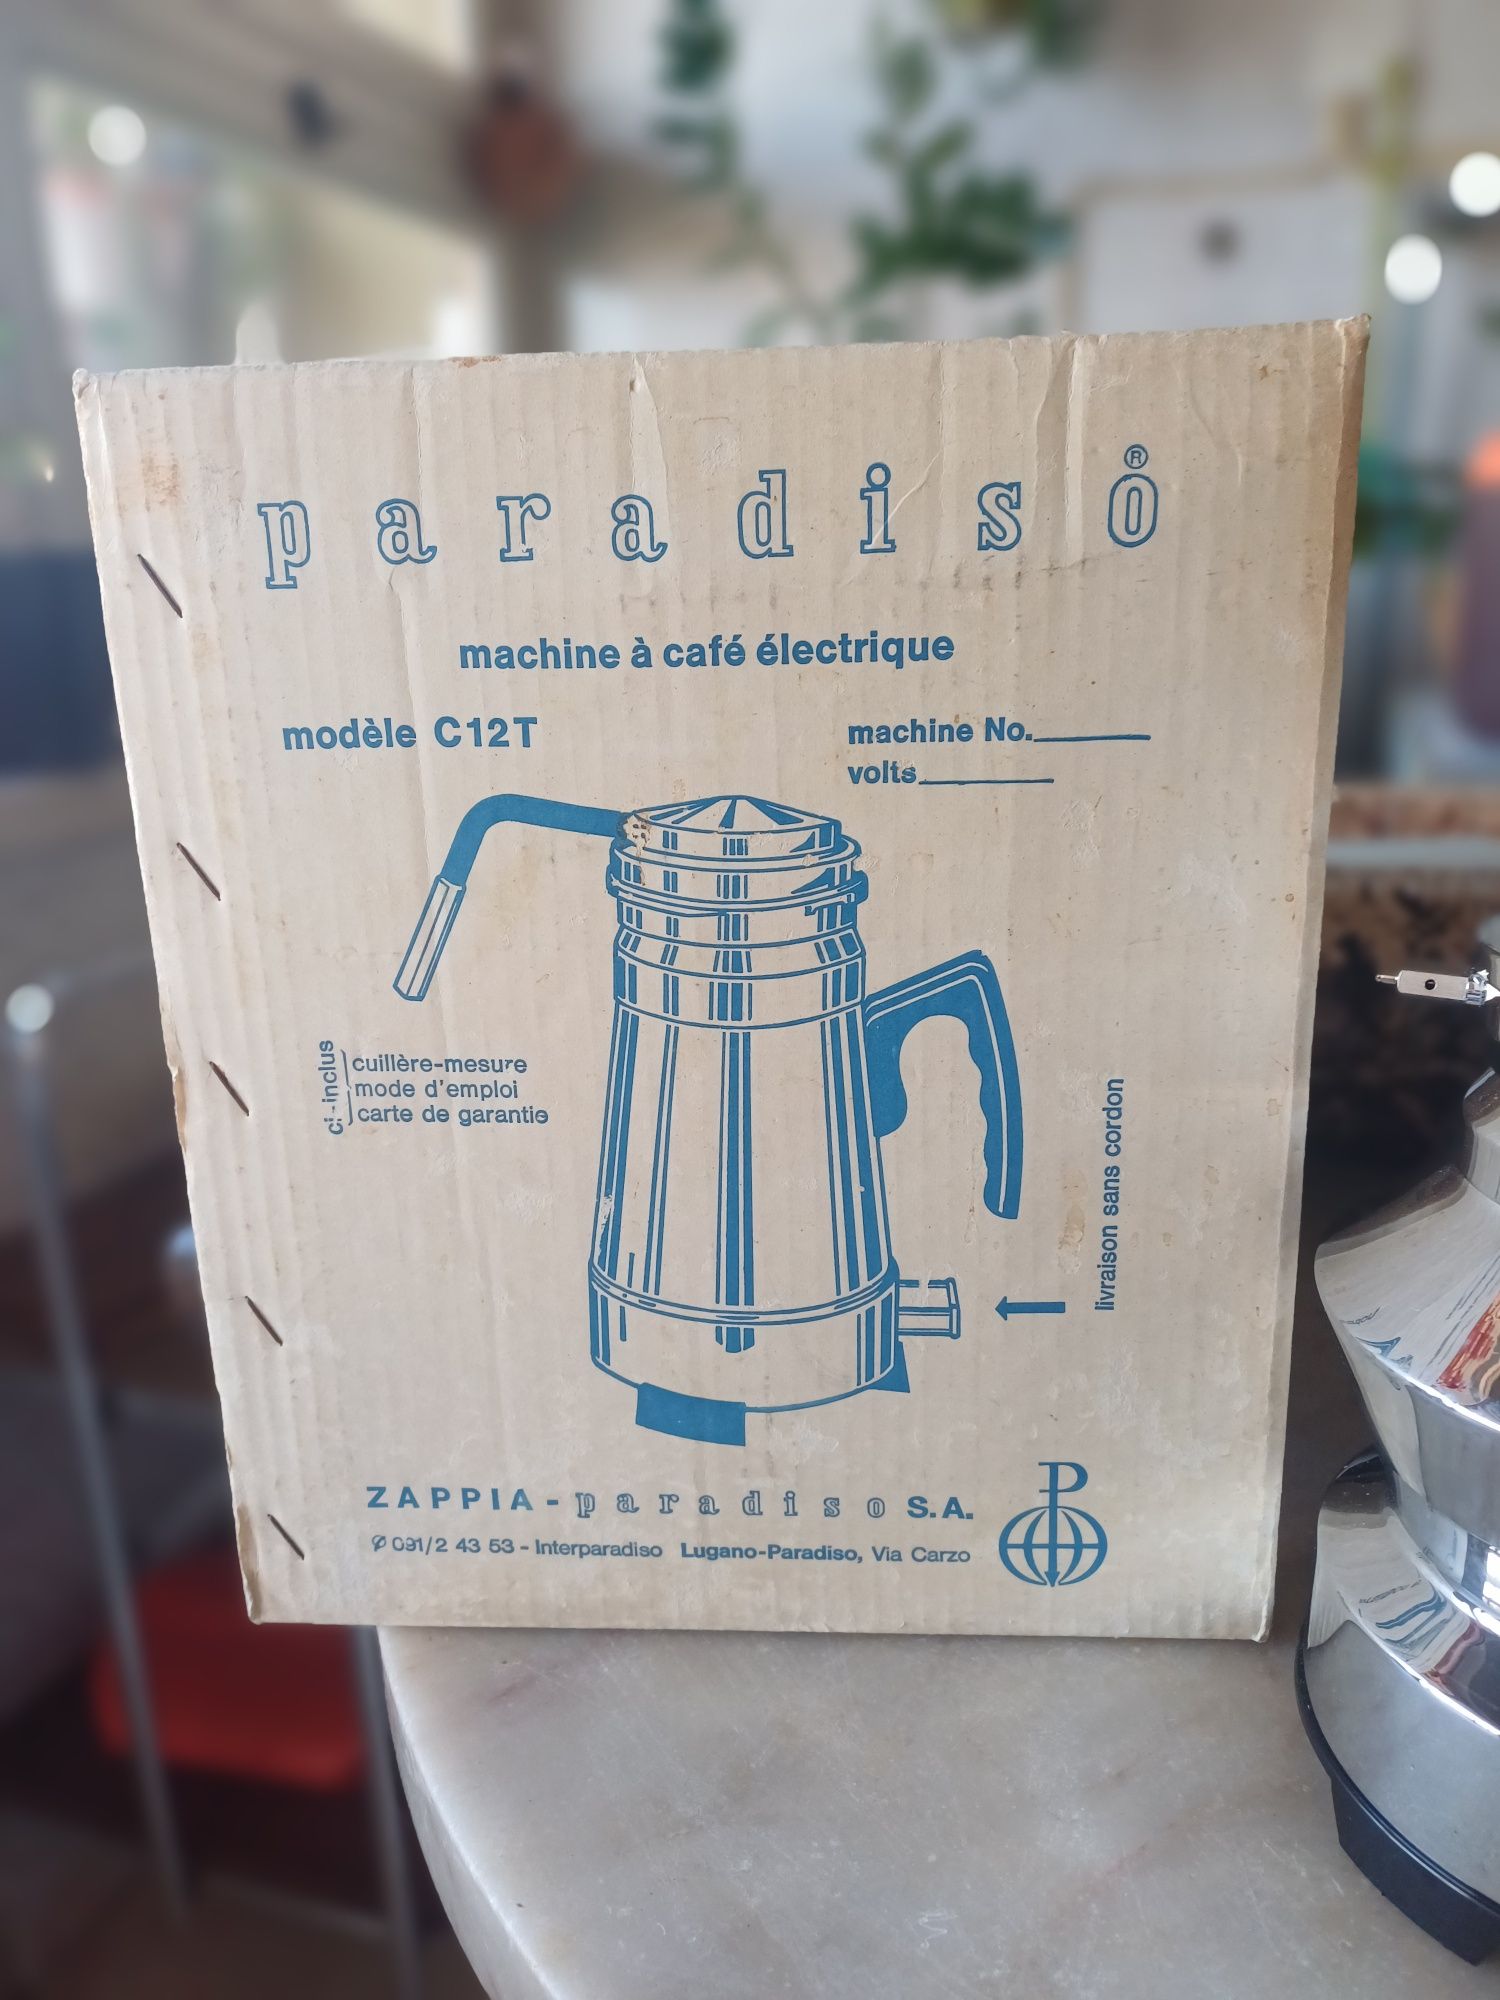 paradiso®
machine à café électrique
modèle C12T
machine No.
volts
ci-inclus
cuillère-mesure
mode d'emploi
carte de garantie
livraison sans cordon
ZAPPIA - paradiso S.A.
091/2 43 53 - Interparadiso Lugano-Paradiso, Via Carzo
P